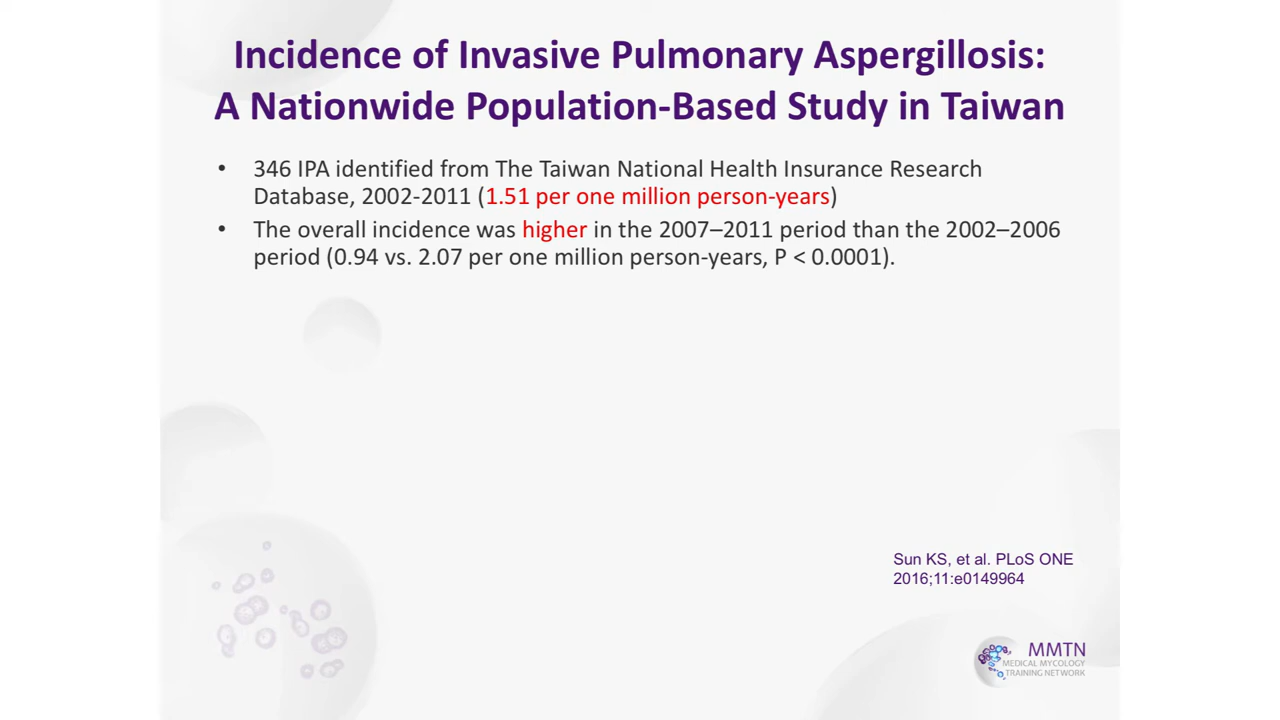 Incidence of Invasive Pulmonary Aspergillosis:
A Nationwide Population-Based Study in Taiwan
• 346 IPA identified from The Taiwan National Health Insurance Research
Database, 2002-2011 (1.51 per one million person-years)
• The overall incidence was higher in the 2007–2011 period than the 2002–2006
period (0.94 vs. 2.07 per one million person-years, P < 0.0001).
Sun KS, et al. PLoS ONE
2016;11:e0149964
MMTN
MEDICAL MYCOLOGY
TRAINING NETWORK